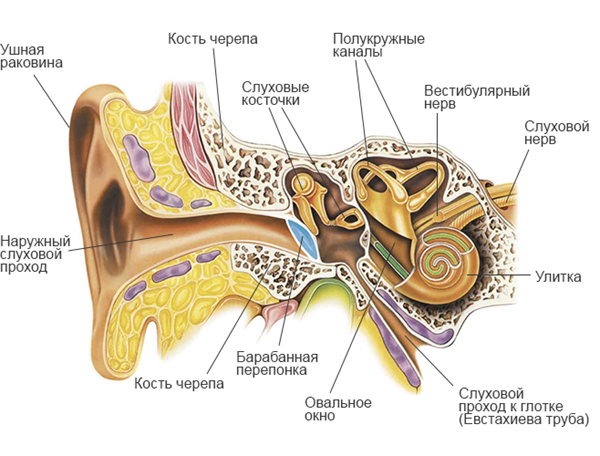 Ушная
раковина
Кость черепа
Слуховые
косточки
Полукружные
каналы
Вестибулярный
нерв
Слуховой
нерв
Наружный
слуховой
проход
Улитка
Барабанная
перепонка
Кость черепа
Овальное
окно
Слуховой
проход к глотке
(Евстахиева труба)